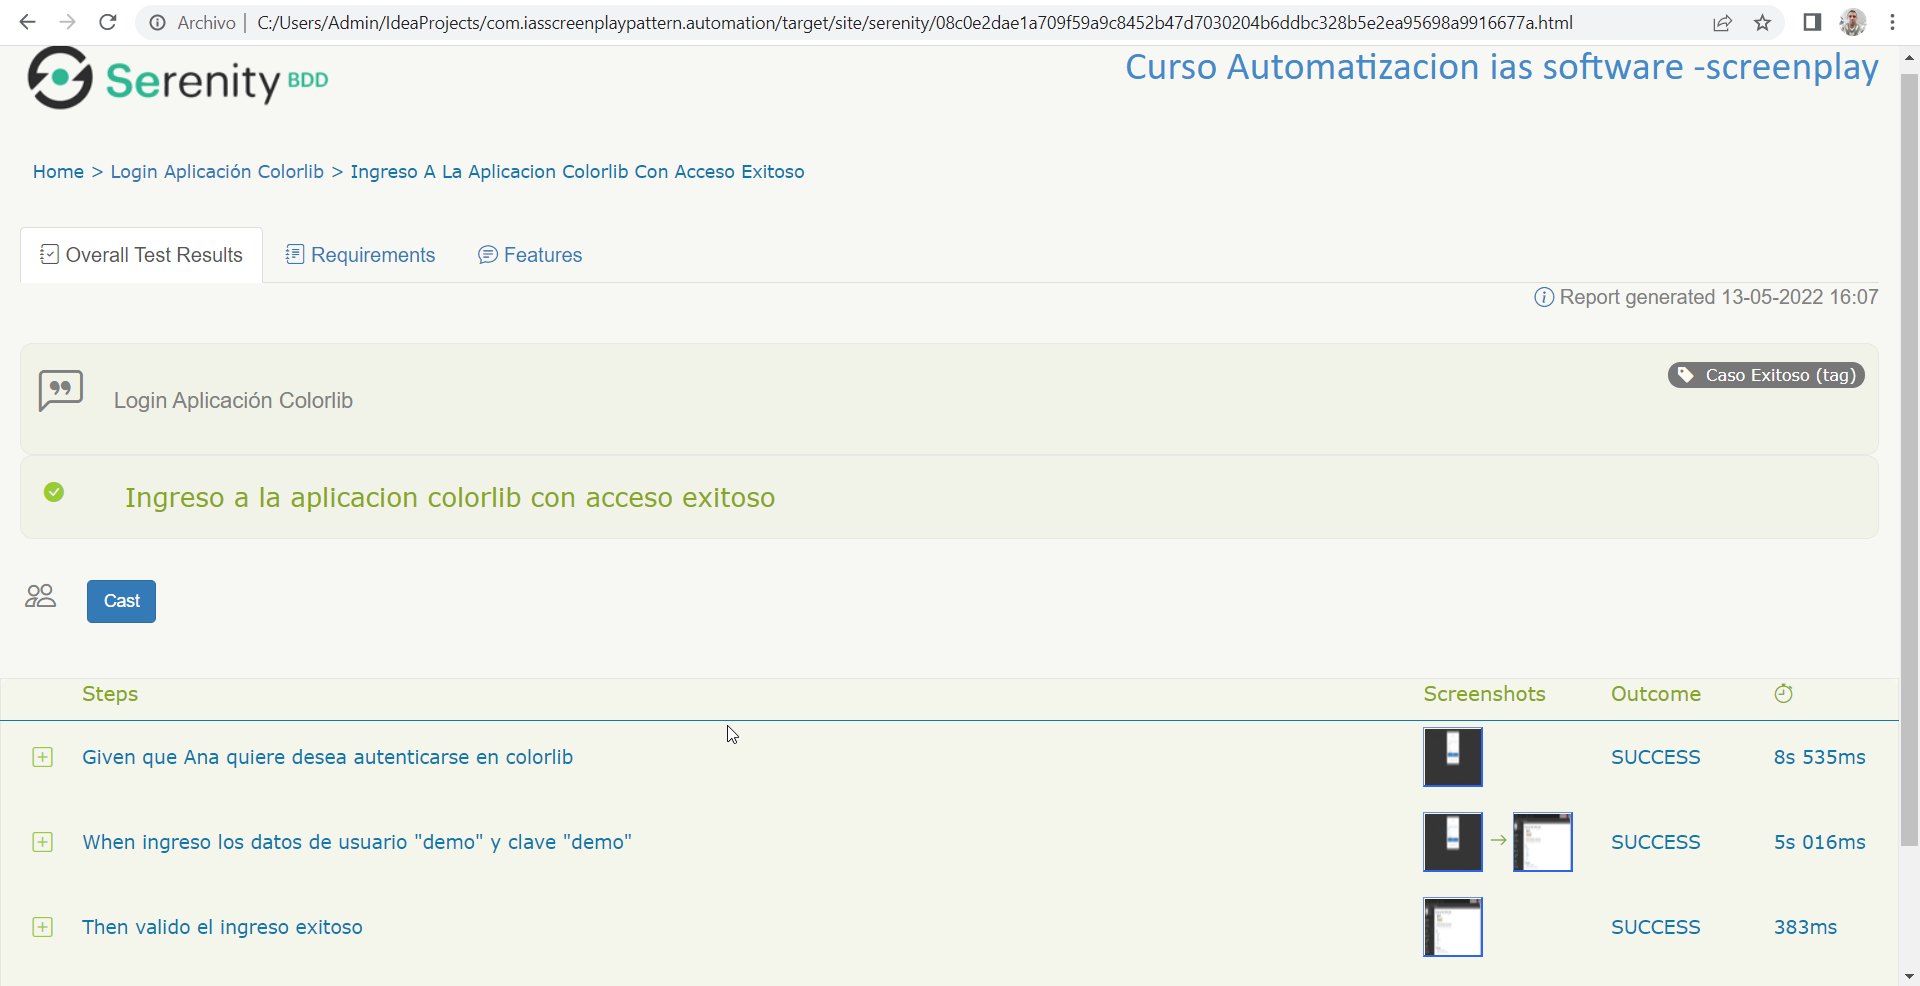 Archivo C:/Users/Admin/IdeaProjects/com.iasscreenplaypattern.automation/target/site/serenity/08c0e2dae1a709f59a9c8452b47d7030204b6ddbc328b5e2ea95698a9916677a.html
Serenity BDD
Curso Automatizacion ias software -screenplay
Home > Login Aplicación Colorlib > Ingreso A La Aplicacion Colorlib Con Acceso Exitoso
Overall Test Results Requirements Features
Report generated 13-05-2022 16:07
Caso Exitoso (tag)
Login Aplicación Colorlib
Ingreso a la aplicacion colorlib con acceso exitoso
Cast
Steps Screenshots Outcome
Given que Ana quiere desea autenticarse en colorlib SUCCESS 8s 535ms
When ingreso los datos de usuario "demo" y clave "demo" SUCCESS 5s 016ms
Then valido el ingreso exitoso SUCCESS 383ms